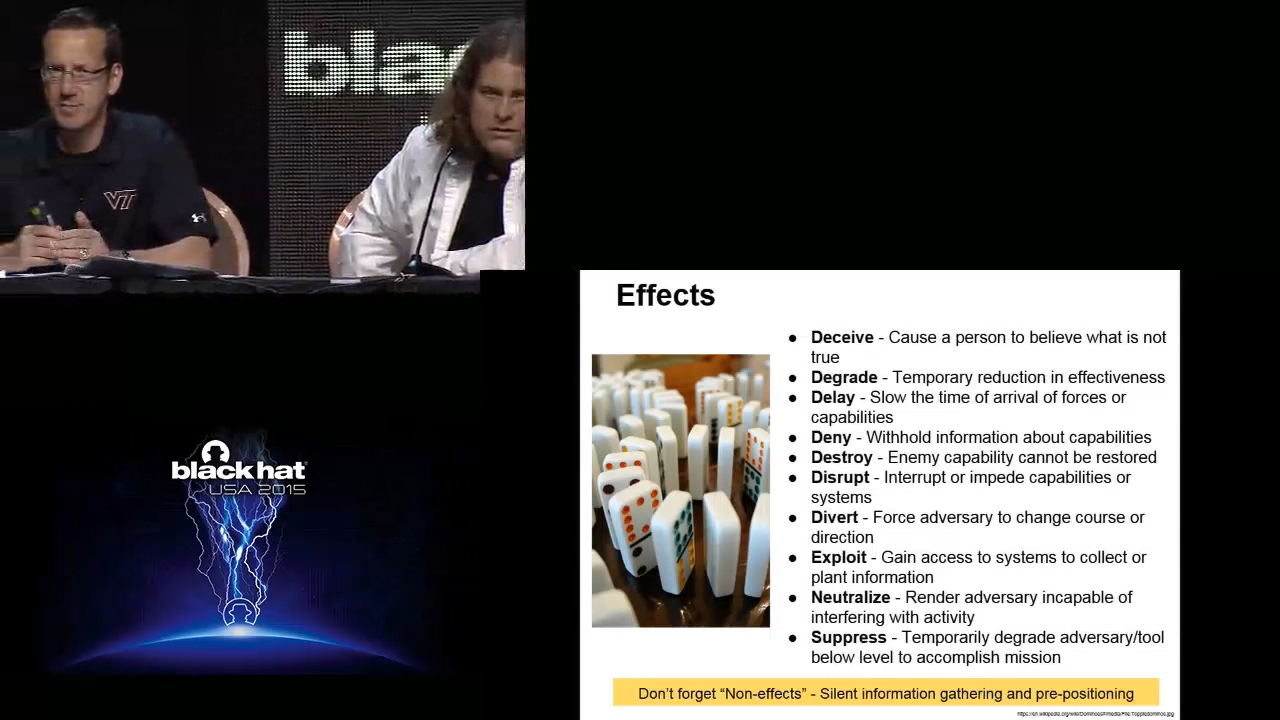 bla
VT
Effects
● Deceive - Cause a person to believe what is not
true
● Degrade - Temporary reduction in effectiveness
● Delay - Slow the time of arrival of forces or
capabilities
● Deny - Withhold information about capabilities
● Destroy - Enemy capability cannot be restored
● Disrupt - Interrupt or impede capabilities or
systems
● Divert - Force adversary to change course or
direction
● Exploit - Gain access to systems to collect or
plant information
● Neutralize - Render adversary incapable of
interfering with activity
● Suppress - Temporarily degrade adversary/tool
below level to accomplish mission
Don't forget “Non-effects” - Silent information gathering and pre-positioning
black hat
USA 2015